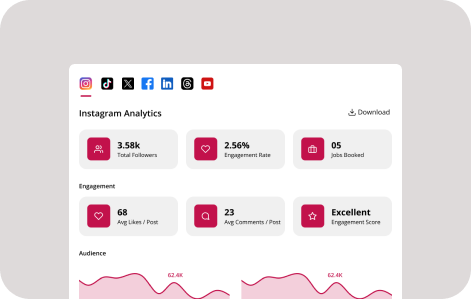 Instagram Analytics
Download
3.58k
Total Followers
2.56%
Engagement Rate
05
Jobs Booked
Engagement
68
Avg Likes / Post
23
Avg Comments / Post
Excellent
Engagement Score
Audience
62.4K
62.4K